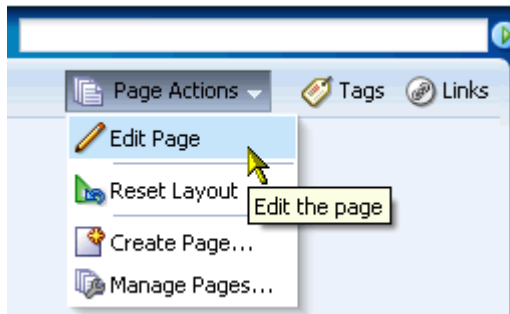 Page Actions
Tags
Links
Edit Page
Reset Layout
Edit the page
Create Page...
Manage Pages...